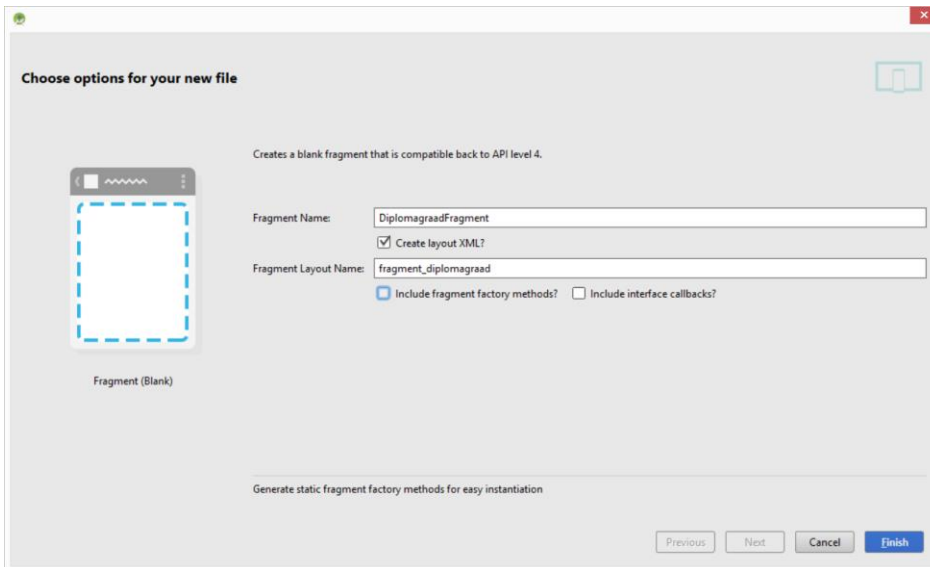 Choose options for your new file
Creates a blank fragment that is compatible back to API level 4.
Fragment Name: DiplomagraadFragment
Create layout XML?
Fragment Layout Name: fragment_diplomagraad
Include fragment factory methods? Include interface callbacks?
Fragment (Blank)
Generate static fragment factory methods for easy instantiation
Previous Next Cancel Finish